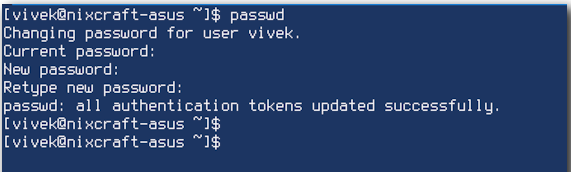 [vivek@nixcraft-asus ~]$ passwd
Changing password for user vivek.
Current password:
New password:
Retype new password:
passwd: all authentication tokens updated successfully.
[vivek@nixcraft-asus ~]$
[vivek@nixcraft-asus ~]$